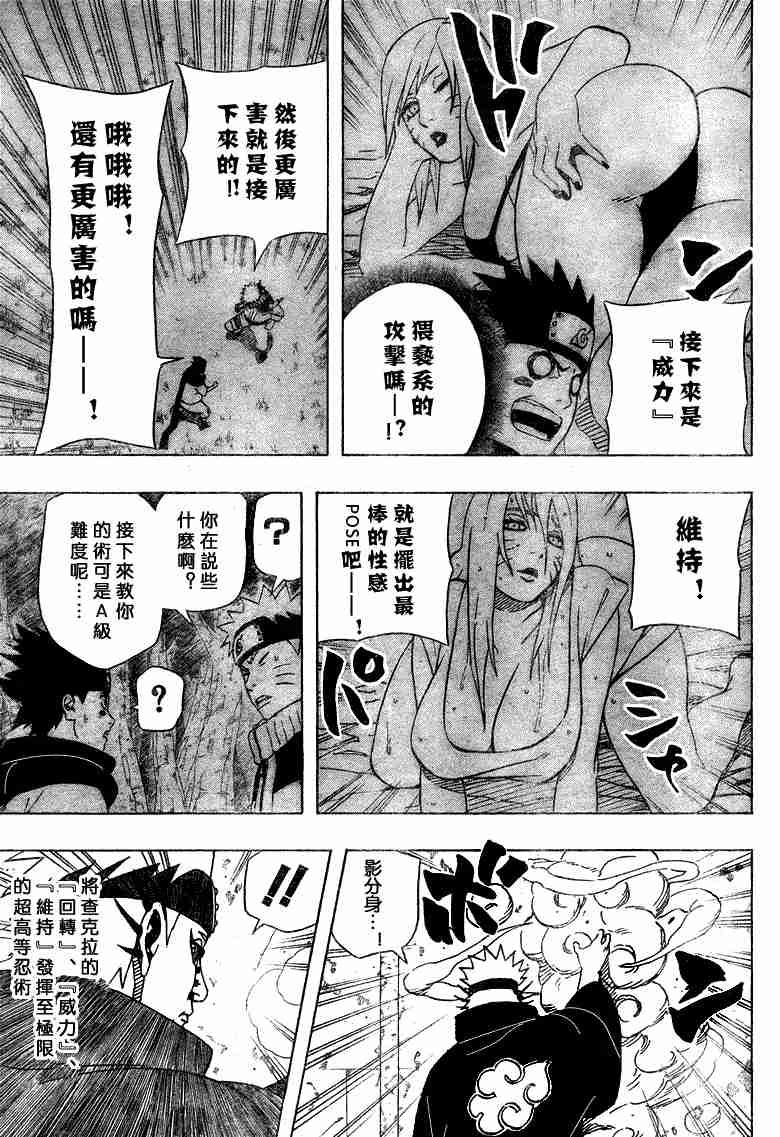 ドド
接下來是
『威力』
猥褻系的
攻擊嗎—?
!
然後更厲
害就是接
下來的!!
哦哦哦!
還有更厲害的嗎——!
維持!
就是擺出最
棒的性感
POSE吧——!
シャ
パ
?
你在說些
什麼啊?
接下來教你
的術可是A級
難度呢……
?
ボ
影分身…!
!!
將查克拉的
『回轉』、『威力』、
『維持』發揮至極限
的超高等忍術